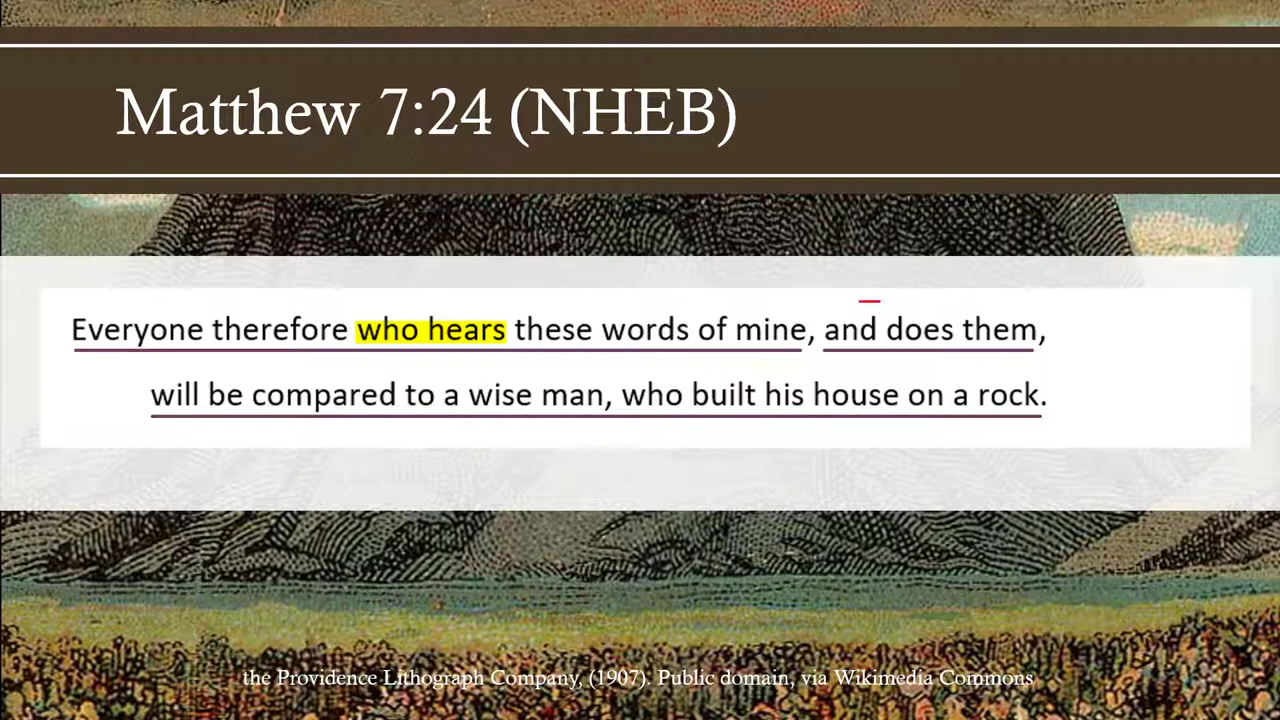 Matthew 7:24 (NHEB)
Everyone therefore who hears these words of mine, and does them,
will be compared to a wise man, who built his house on a rock.
the Providence Lithograph Company, (1907). Public domain, via Wikimedia Commons